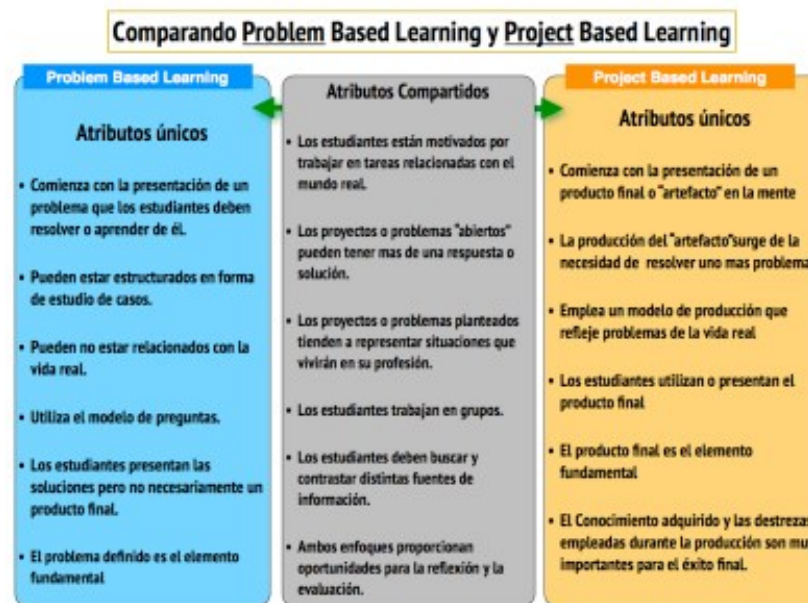 Comparando Problem Based Learning y Project Based Learning
Problem Based Learning
Atributos únicos
• Comienza con la presentación de un
problema que los estudiantes deben
resolver o aprender de él.
• Pueden estar estructurados en forma
de estudio de casos.
• Pueden no estar relacionados con la
vida real.
• Utiliza el modelo de preguntas.
• Los estudiantes presentan las
soluciones pero no necesariamente un
producto final.
• El problema definido es el elemento
fundamental
Atributos Compartidos
• Los estudiantes están motivados por
trabajar en tareas relacionadas con el
mundo real.
• Los proyectos o problemas "abiertos"
pueden tener mas de una respuesta o
solución.
• Los proyectos o problemas planteados
tienden a representar situaciones que
vivirán en su profesión.
• Los estudiantes trabajan en grupos.
• Los estudiantes deben buscar y
contrastar distintas fuentes de
información.
• Ambos enfoques proporcionan
oportunidades para la reflexión y la
evaluación.
Project Based Learning
Atributos únicos
• Comienza con la presentación de un
producto final o "artefacto" en la mente
• La producción del "artefacto"surge de la
necesidad de resolver uno mas problema
• Emplea un modelo de producción que
refleje problemas de la vida real
• Los estudiantes utilizan o presentan el
producto final
• El producto final es el elemento
fundamental
• El Conocimiento adquirido y las destrezas
empleadas durante la producción son mu
importantes para el éxito final.